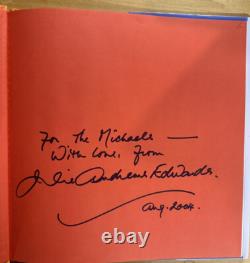 For The Michaels —
With Love, From
Julie Andrews Edwards.
Aug. 2004.